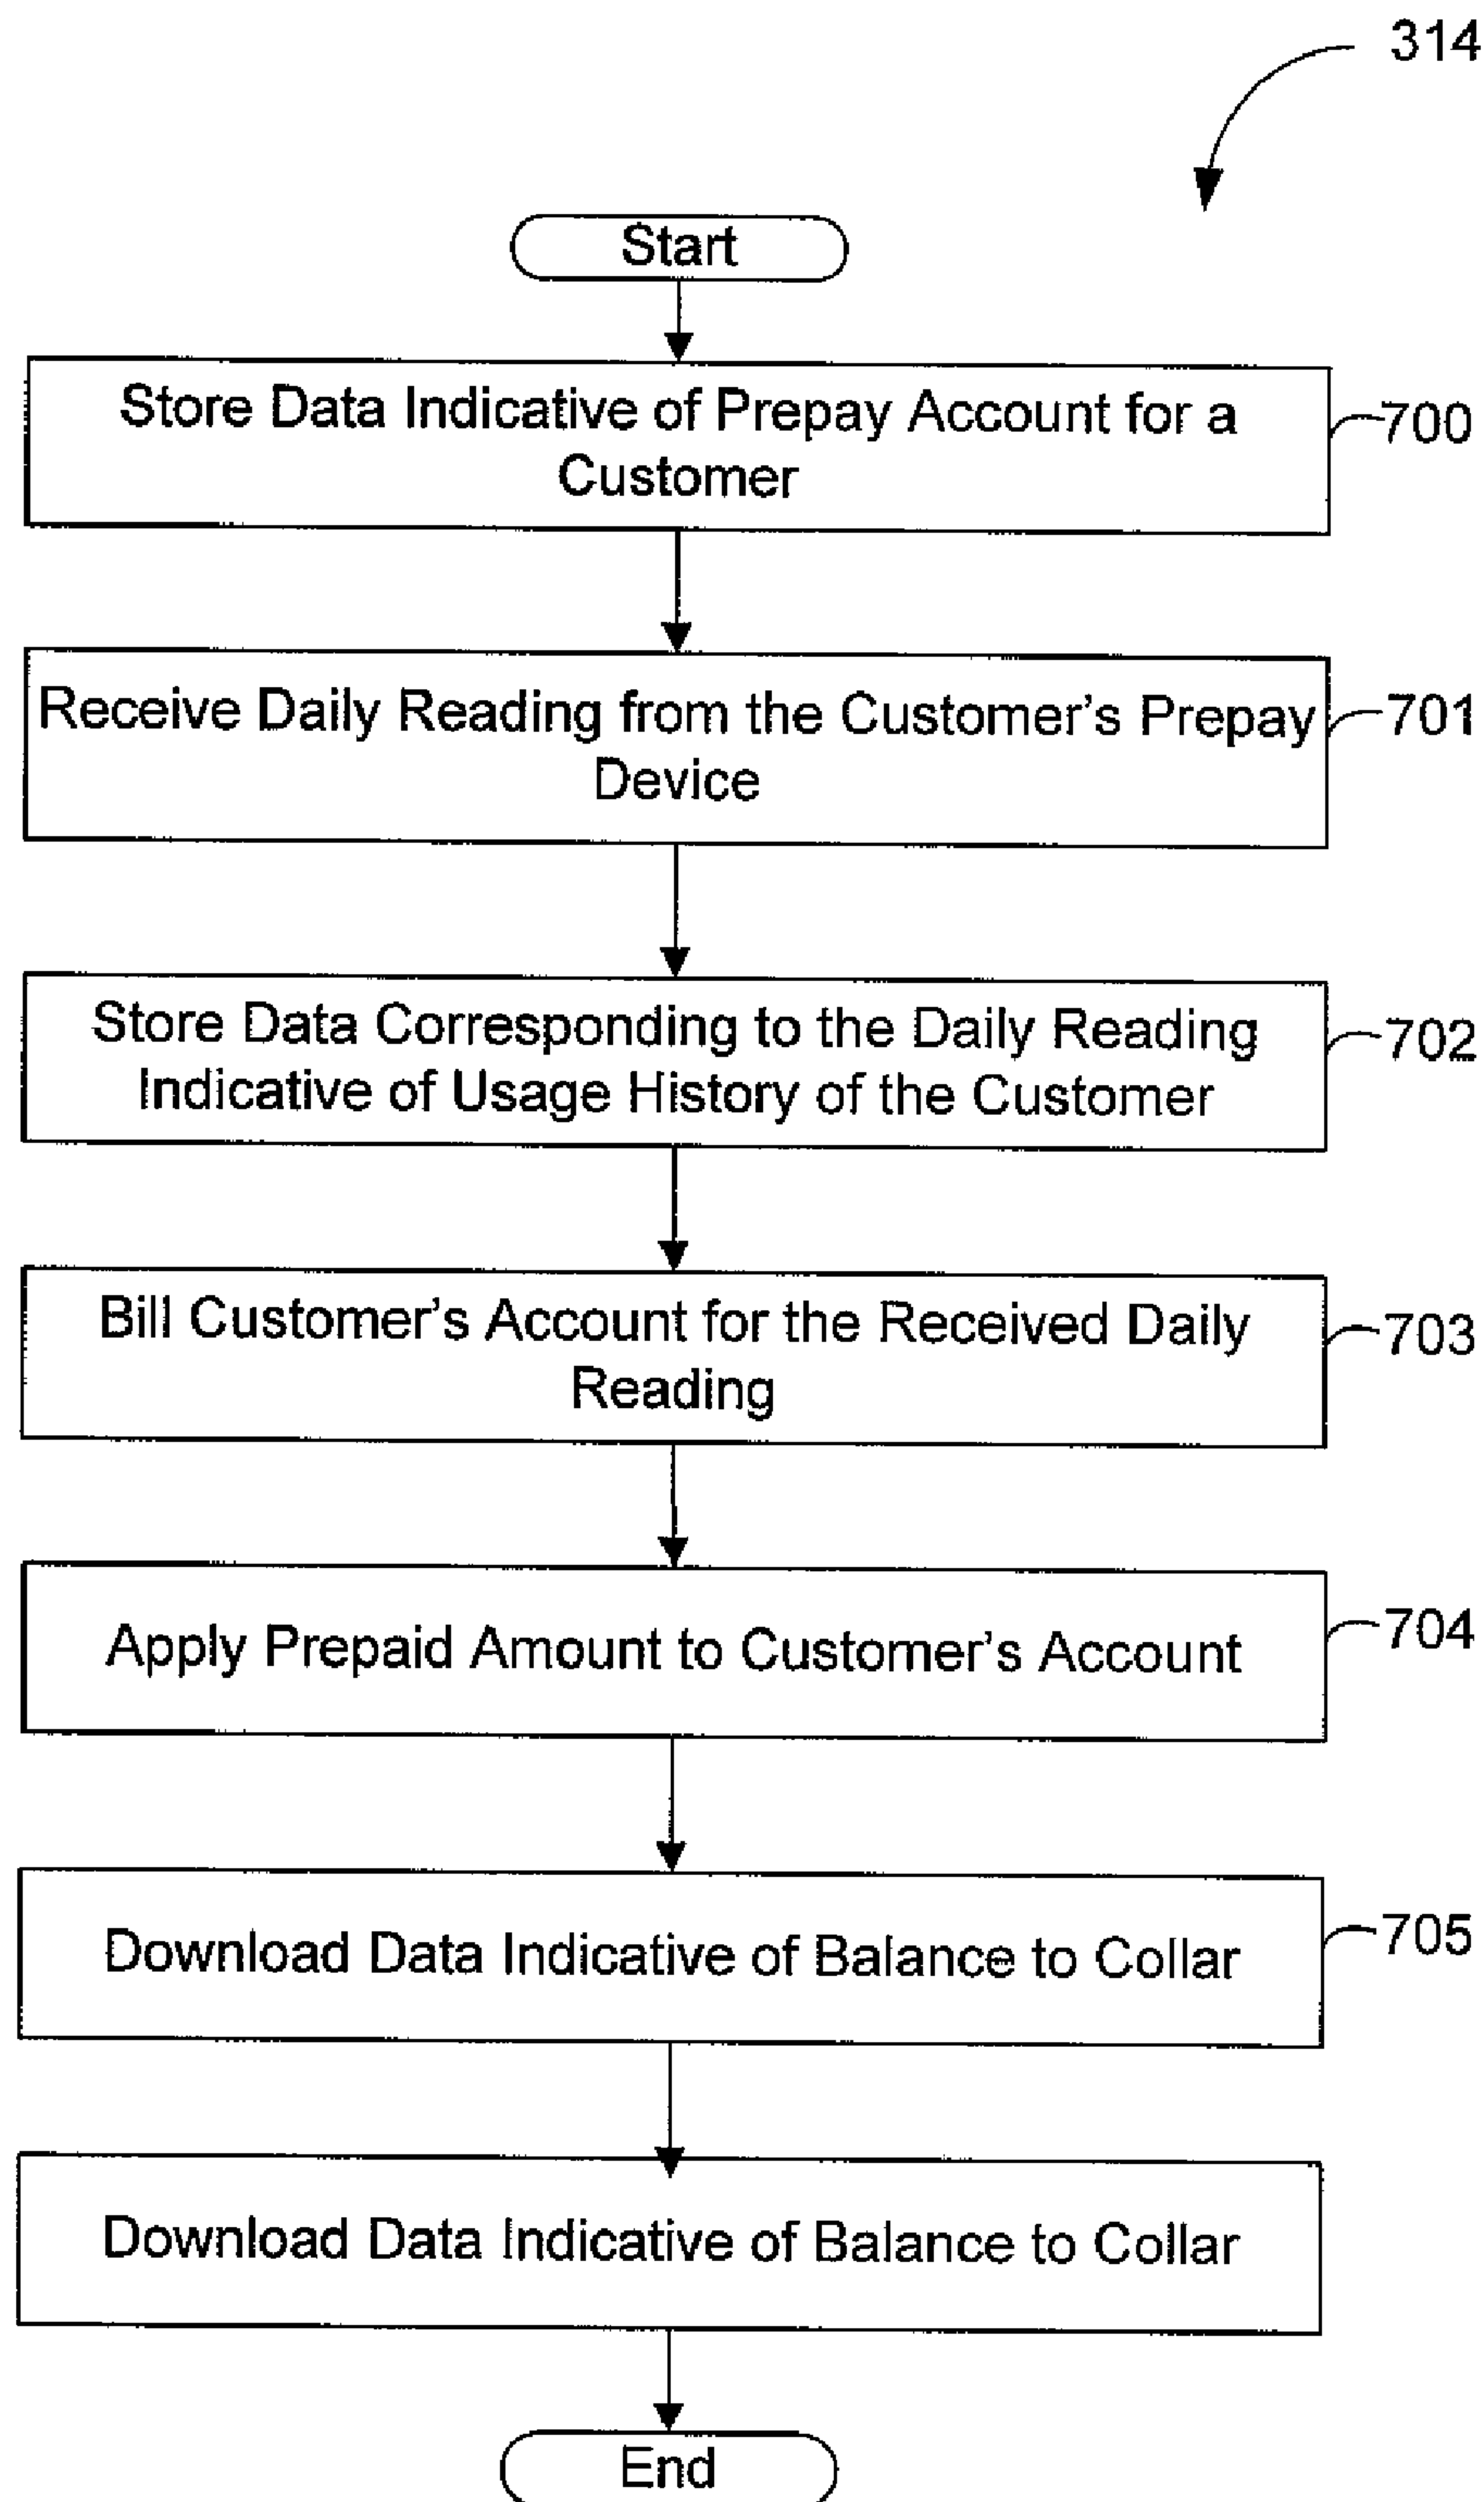 314
Start
Store Data Indicative of Prepay Account for a
Customer
700
Receive Daily Reading from the Customer's Prepay
Device
701
Store Data Corresponding to the Daily Reading
Indicative of Usage History of the Customer
702
Bill Customer's Account for the Received Daily
Reading
703
Apply Prepaid Amount to Customer's Account
704
Download Data Indicative of Balance to Collar
705
Download Data Indicative of Balance to Collar
End